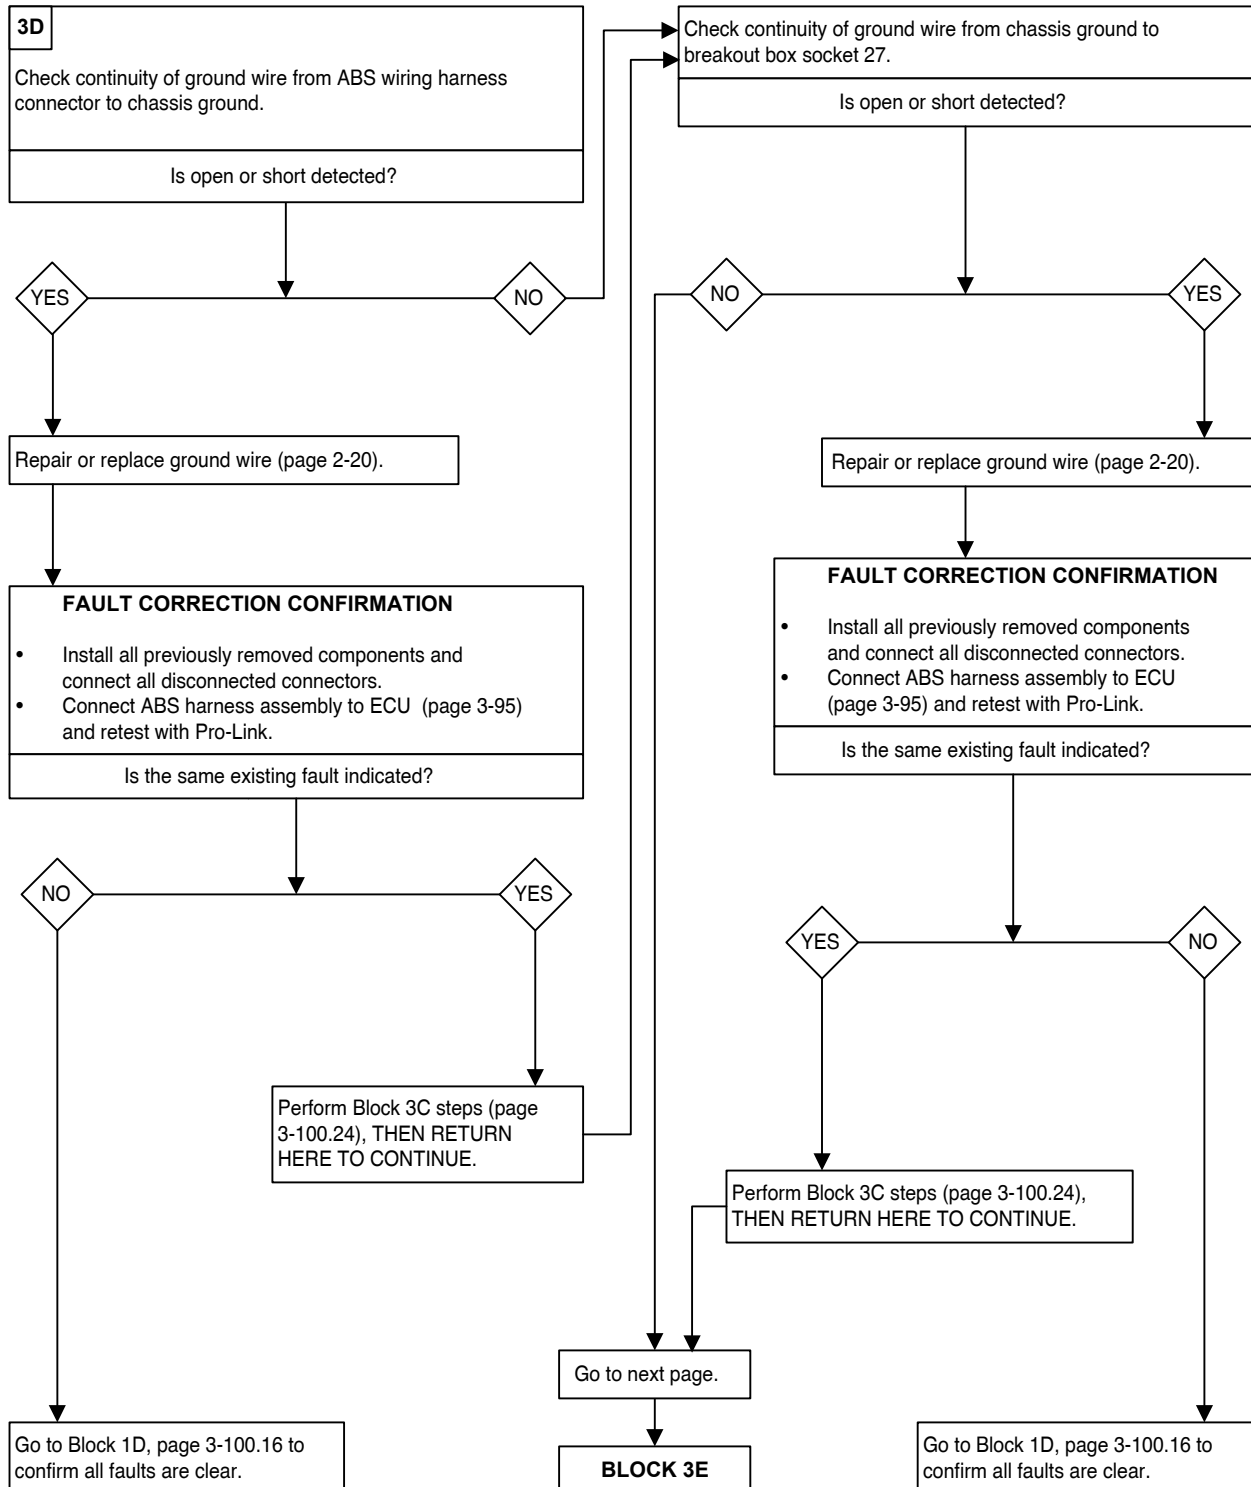 3D
Check continuity of ground wire from ABS wiring harness
connector to chassis ground.
Is open or short detected?
YES
NO
Repair or replace ground wire (page 2-20).
FAULT CORRECTION CONFIRMATION
• Install all previously removed components and
connect all disconnected connectors.
• Connect ABS harness assembly to ECU (page 3-95)
and retest with Pro-Link.
Is the same existing fault indicated?
NO
YES
Perform Block 3C steps (page
3-100.24), THEN RETURN
HERE TO CONTINUE.
Go to Block 1D, page 3-100.16 to
confirm all faults are clear.
Check continuity of ground wire from chassis ground to
breakout box socket 27.
Is open or short detected?
NO
YES
Repair or replace ground wire (page 2-20).
FAULT CORRECTION CONFIRMATION
• Install all previously removed components
and connect all disconnected connectors.
• Connect ABS harness assembly to ECU
(page 3-95) and retest with Pro-Link.
Is the same existing fault indicated?
YES
NO
Perform Block 3C steps (page 3-100.24),
THEN RETURN HERE TO CONTINUE.
Go to next page.
BLOCK 3E
Go to Block 1D, page 3-100.16 to
confirm all faults are clear.